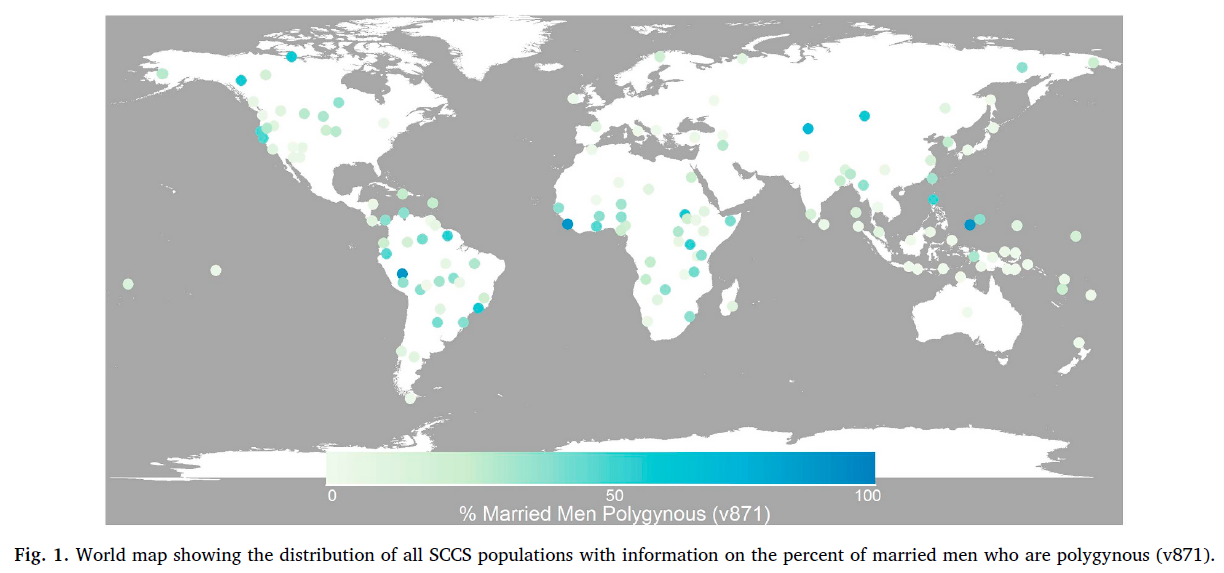 0 50 100
% Married Men Polygynous (v871)
Fig. 1. World map showing the distribution of all SCCS populations with information on the percent of married men who are polygynous (v871).